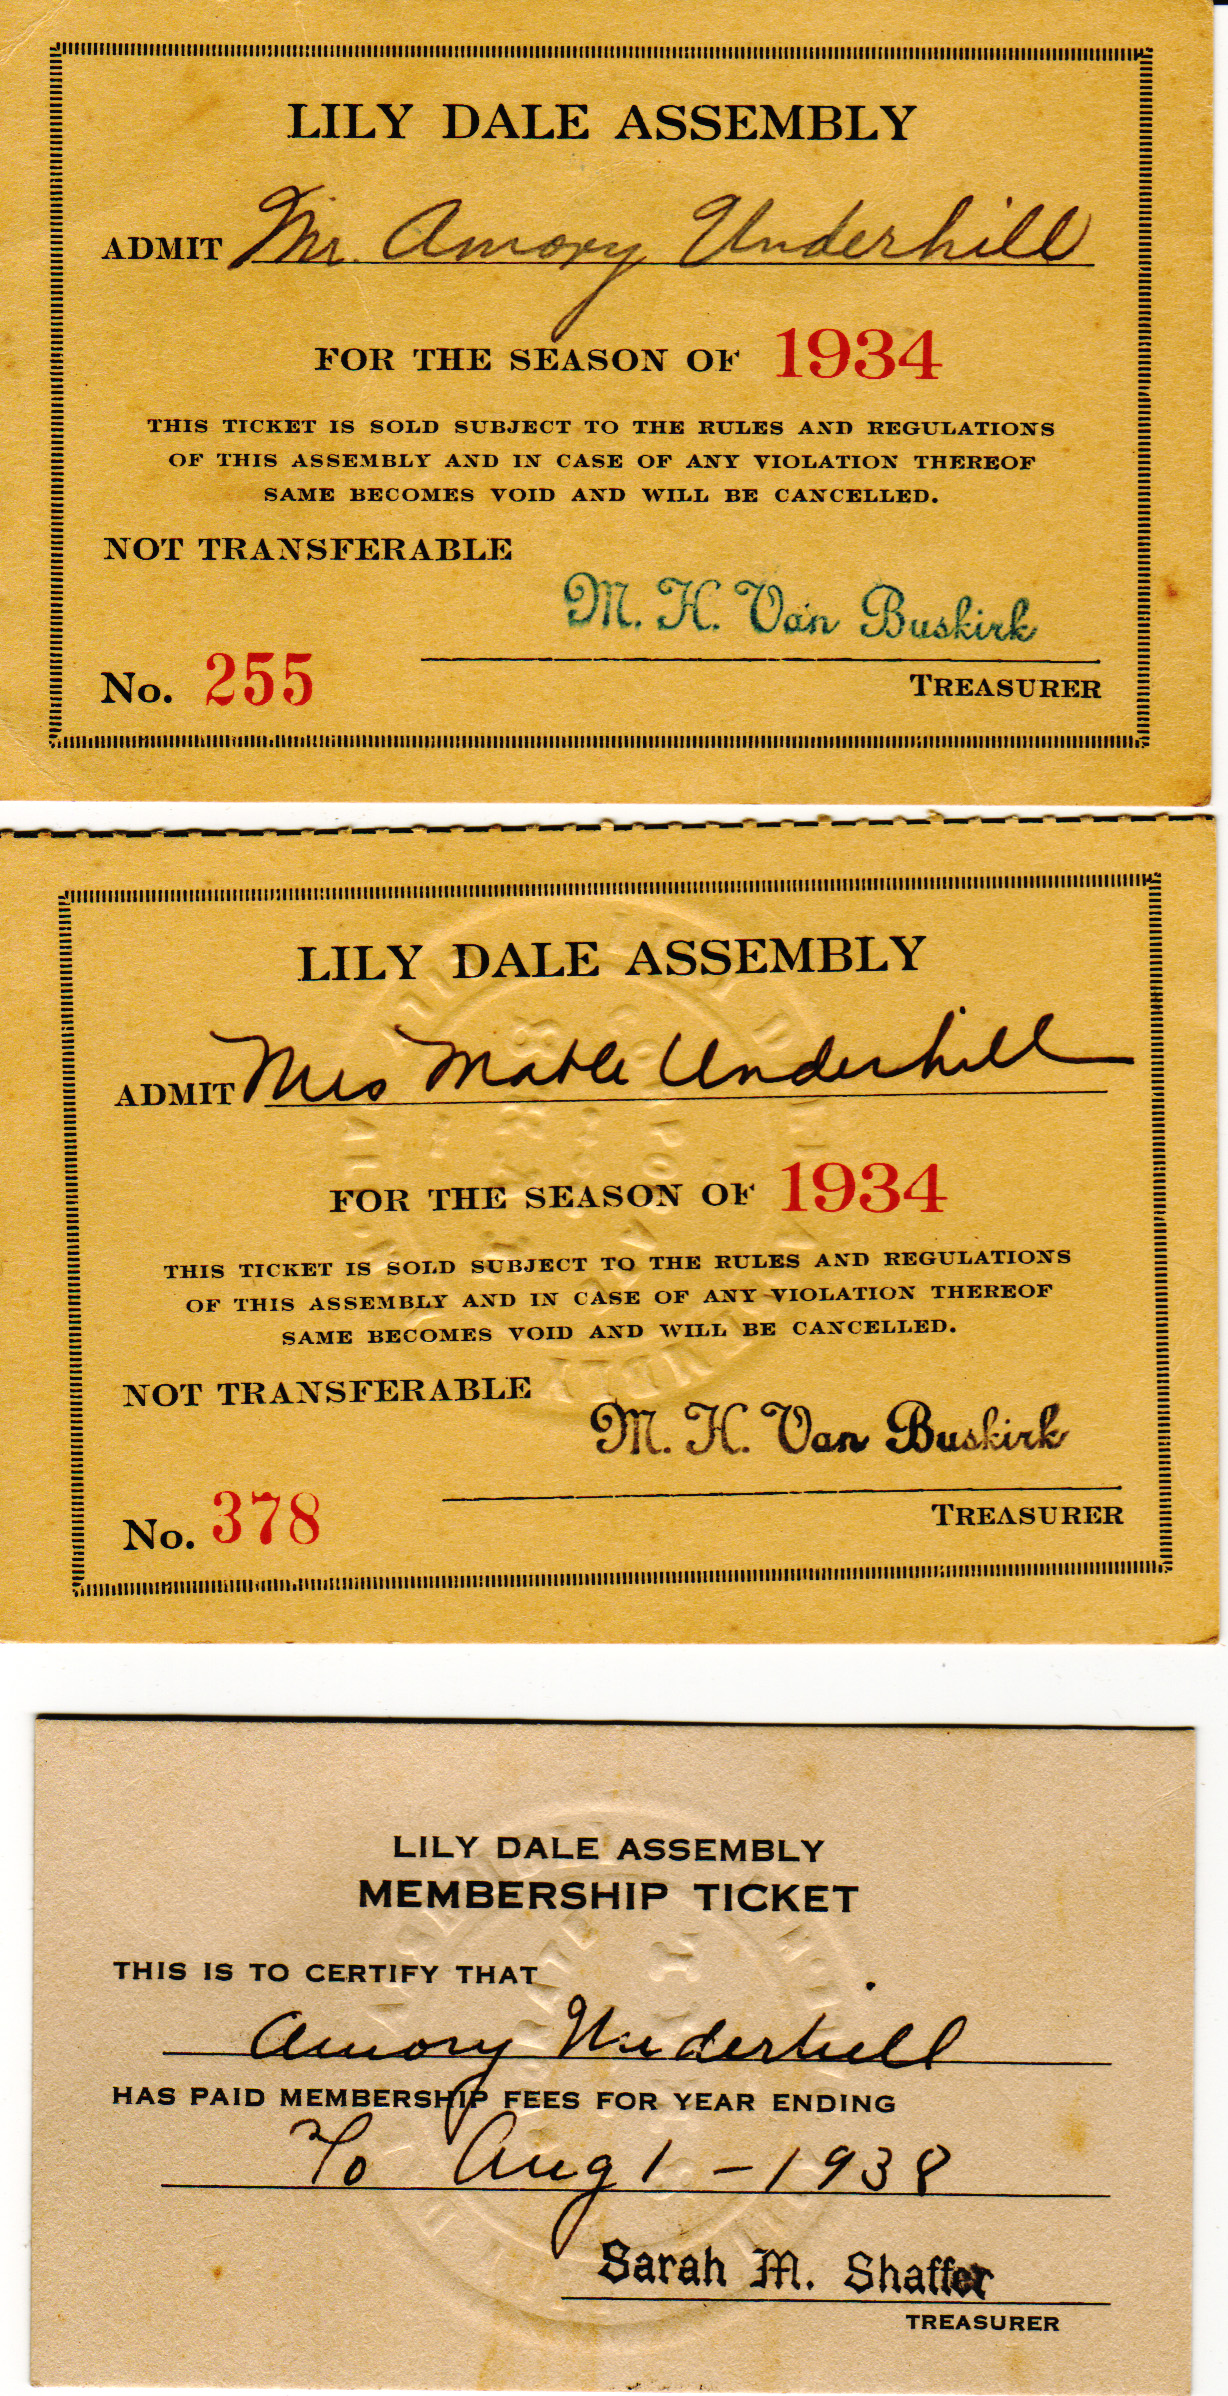 LILY DALE ASSEMBLY
ADMIT Mr. Amory Underhill
FOR THE SEASON OF 1934
THIS TICKET IS SOLD SUBJECT TO THE RULES AND REGULATIONS
OF THIS ASSEMBLY AND IN CASE OF ANY VIOLATION THEREOF
SAME BECOMES VOID AND WILL BE CANCELLED.
NOT TRANSFERABLE
M. H. Van Buskirk
No. 255
TREASURER
LILY DALE ASSEMBLY
ADMIT Mrs Mable Underhill
FOR THE SEASON OF 1934
THIS TICKET IS SOLD SUBJECT TO THE RULES AND REGULATIONS
OF THIS ASSEMBLY AND IN CASE OF ANY VIOLATION THEREOF
SAME BECOMES VOID AND WILL BE CANCELLED.
NOT TRANSFERABLE
M. H. Van Buskirk
No. 378
TREASURER
LILY DALE ASSEMBLY
MEMBERSHIP TICKET
THIS IS TO CERTIFY THAT
Amory Underhill
HAS PAID MEMBERSHIP FEES FOR YEAR ENDING
To Aug 1 - 1938
Sarah M. Shaffer
TREASURER